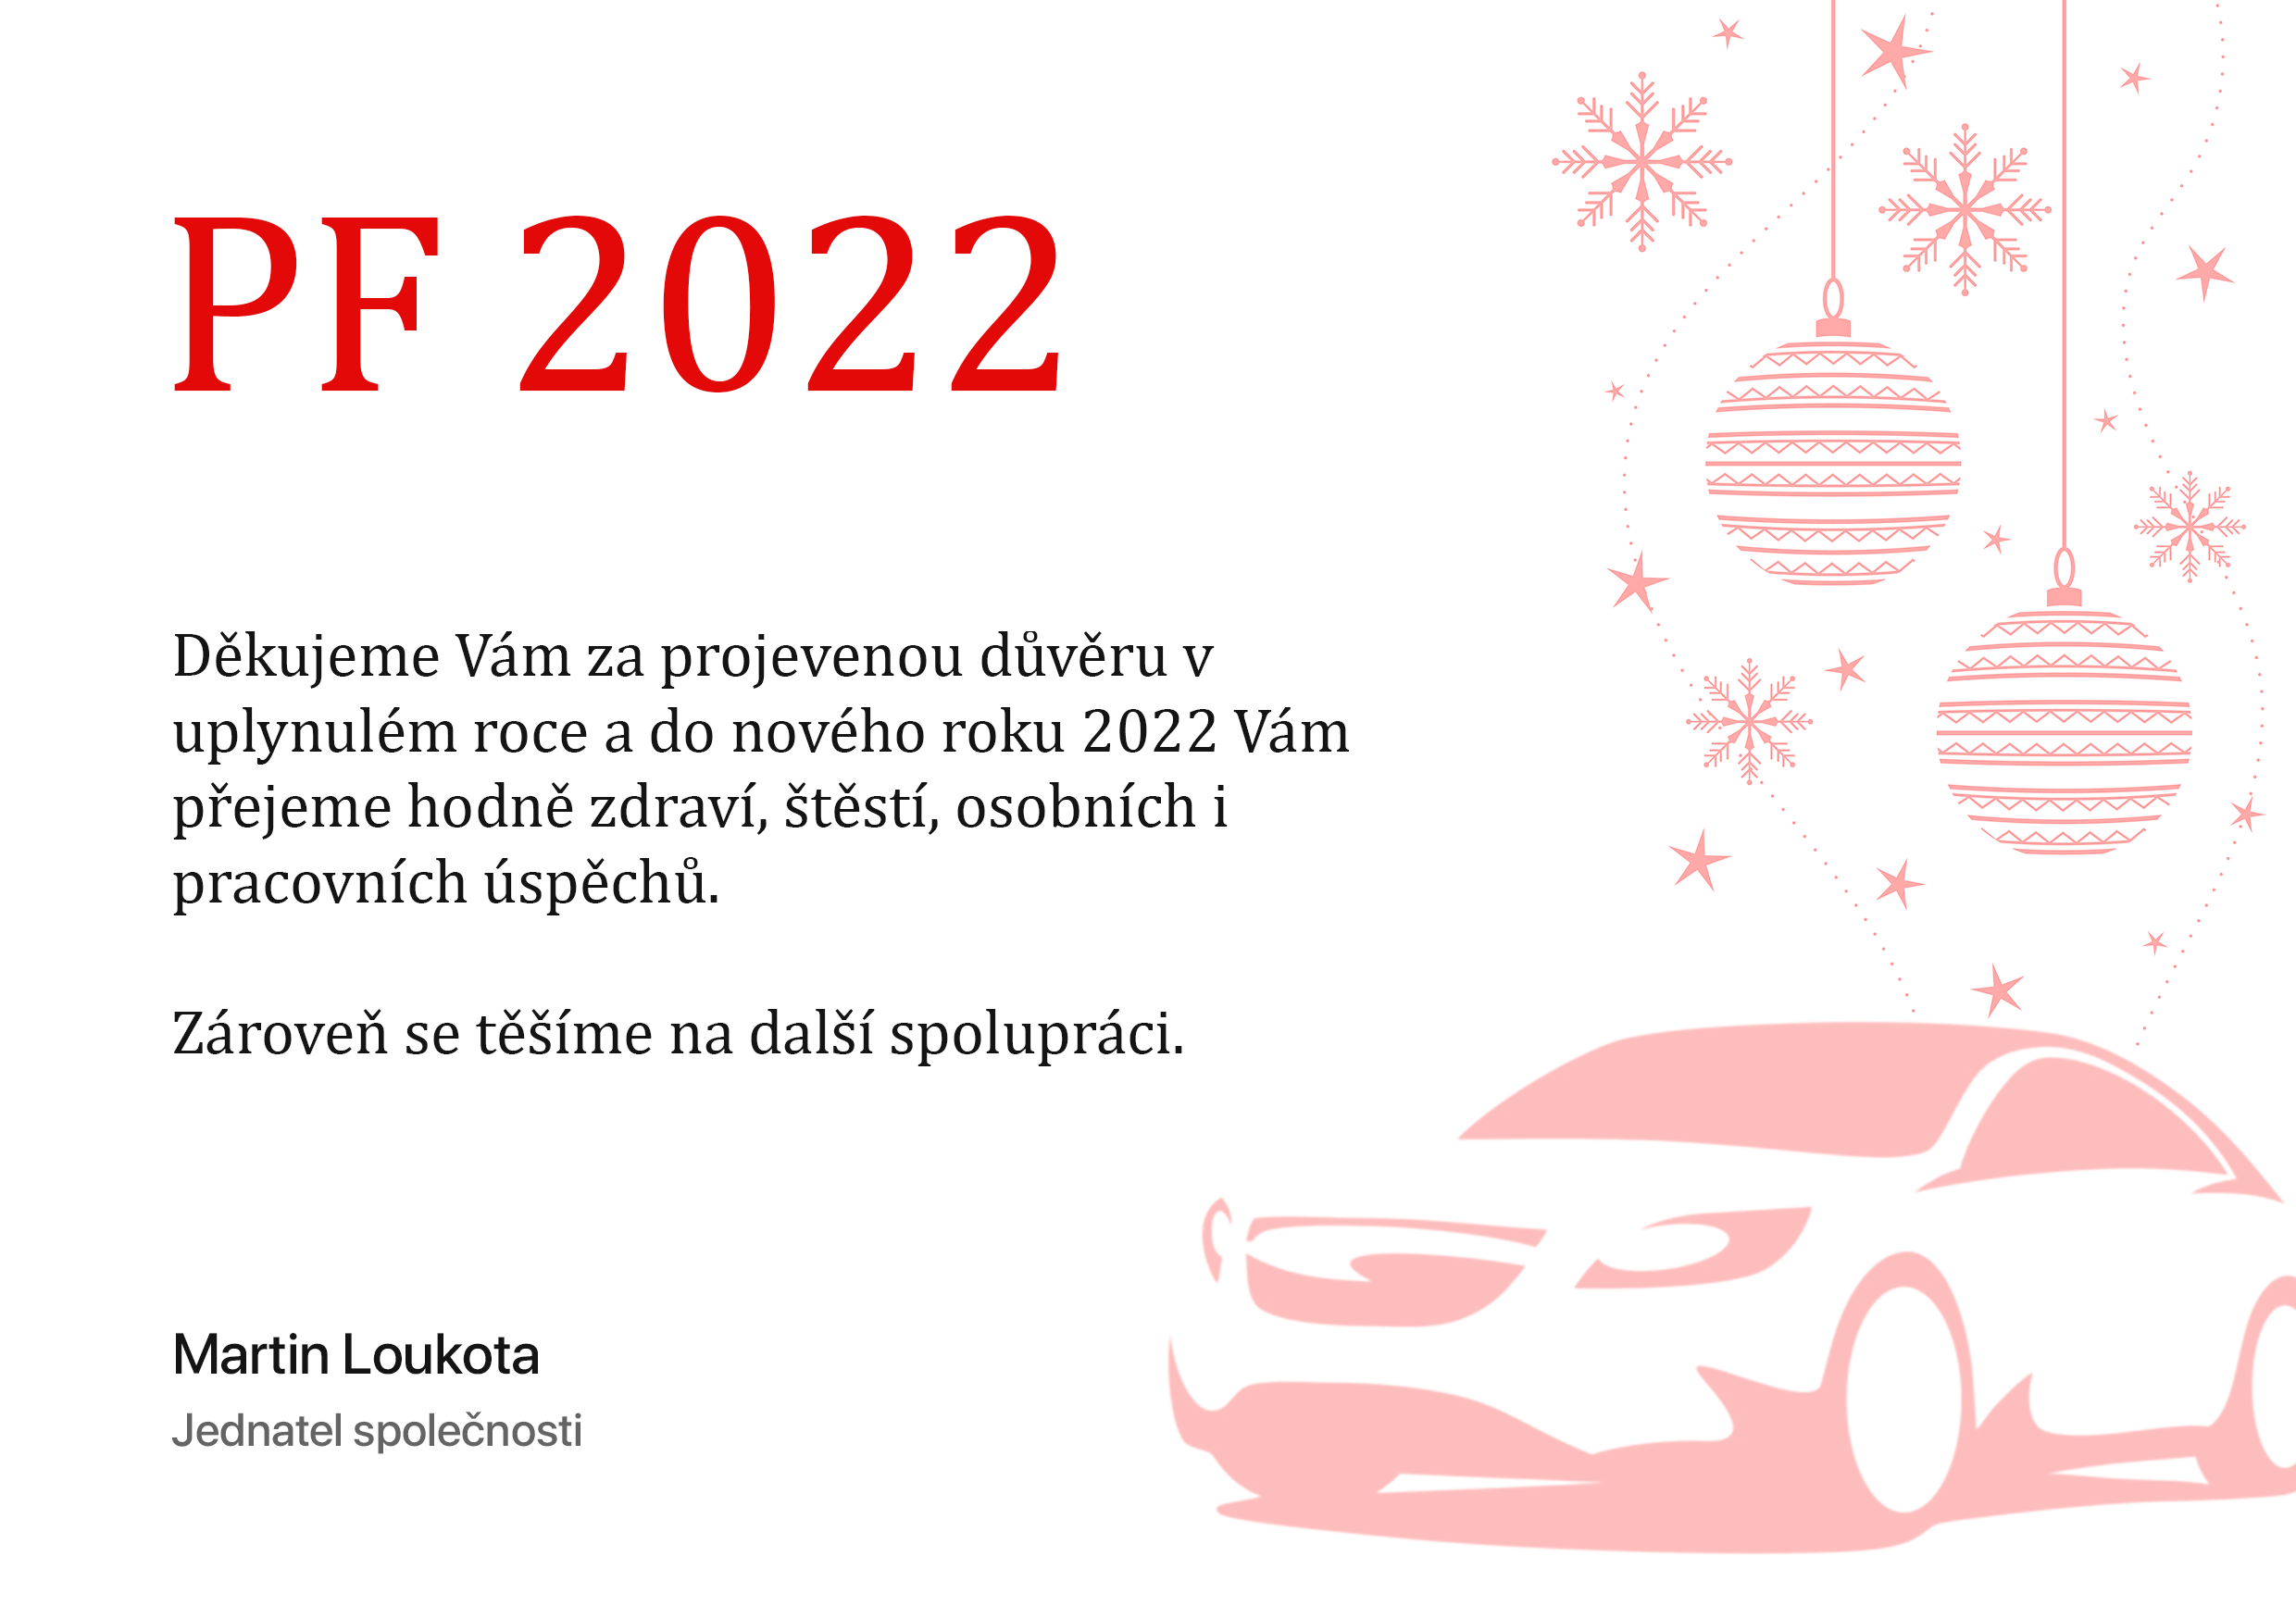 PF 2022
Děkujeme Vám za projevenou důvěru v
uplynulém roce a do nového roku 2022 Vám
přejeme hodně zdraví, štěstí, osobních i
pracovních úspěchů.
Zároveň se těšíme na další spolupráci.
Martin Loukota
Jednatel společnosti